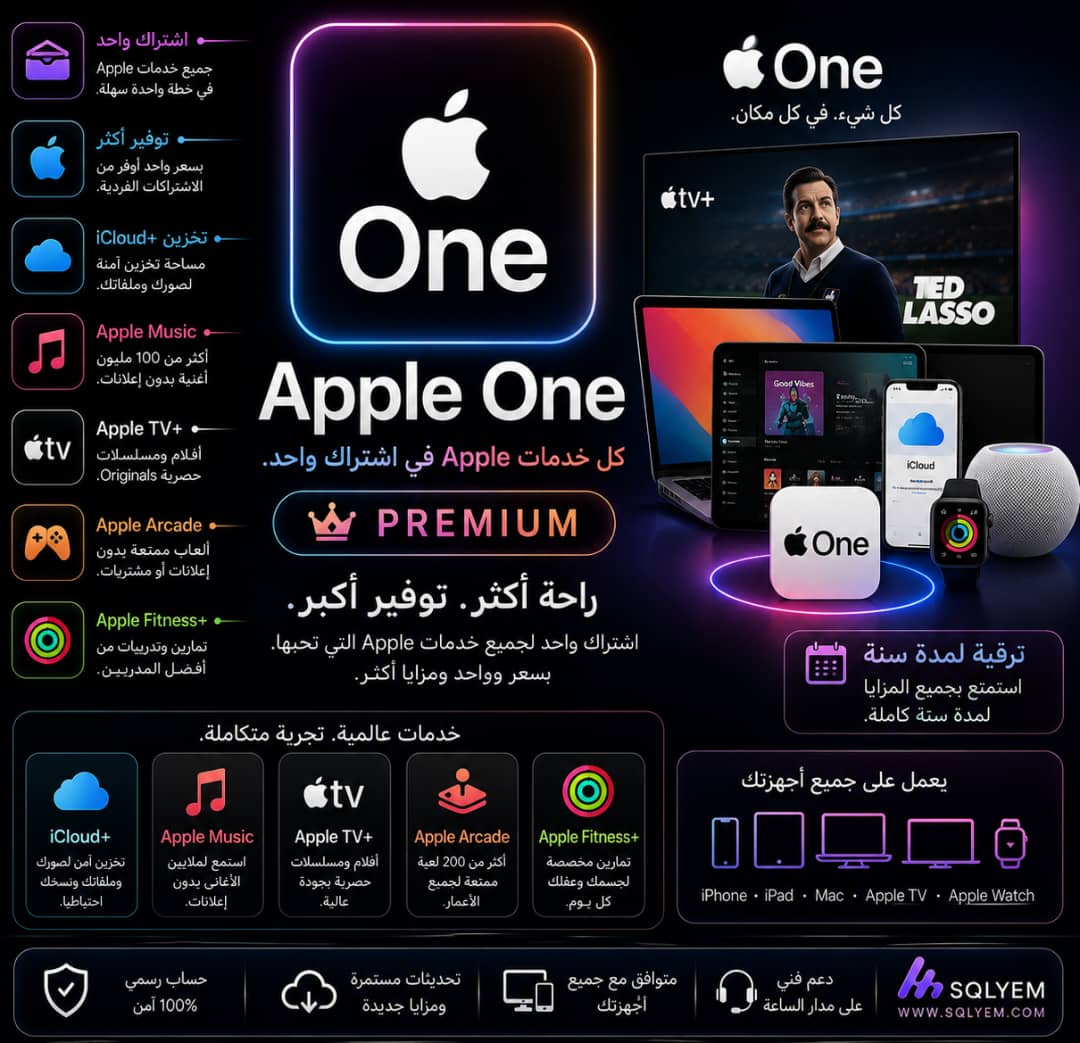 اشتراك واحد
جميع خدمات Apple
في خطة واحدة سهلة.
توفير أكثر
بسعر واحد أوفر من
الاشتراكات الفردية.
تخزين iCloud+
مساحة تخزين آمنة
لصورك وملفاتك.
Apple Music
أكثر من 100 مليون
أغنية بدون إعلانات.
tv
Apple TV+
أفلام ومسلسلات
حصرية Originals.
Apple Arcade
ألعاب ممتعة بدون
إعلانات أو مشتريات.
Apple Fitness+
تمارين وتدريبات من
أفضل المدربين.
One
Apple One
كل خدمات Apple في اشتراك واحد.
PREMIUM
راحة أكثر. توفير أكبر.
اشتراك واحد لجميع خدمات Apple التي تحبها.
بسعر وواحد ومزايا أكثر.
One
كل شيء. في كل مكان.
tv+
TED
LASSO
Good Vibes
iCloud
One
ترقية لمدة سنة
استمتع بجميع المزايا
لمدة ستة كاملة.
خدمات عالمية. تجربة متكاملة.
iCloud+
تخزين آمن لصورك
وملفاتك ونسخك
احتياطيا.
Apple Music
استمع لملايين
الأغانى بدون
إعلانات.
tv
Apple TV+
أفلام ومسلسلات
حصرية بجودة
عالية.
Apple Arcade
أكثر من 200 لعبة
ممتعة لجميع
الأعمار.
Apple Fitness+
تمارين مخصصة
لجسمك وعفلك
كل يوم.
يعمل على جميع أجهزتك
iPhone · iPad · Mac · Apple TV · Apple Watch
حساب رسمي
100% آمن
تحديثات مستمرة
ومزايا جديدة
متوافق مع جميع
أجهزتك
دعم فني
على مدار الساعة
SQLYEM
WWW.SQLYEM.COM